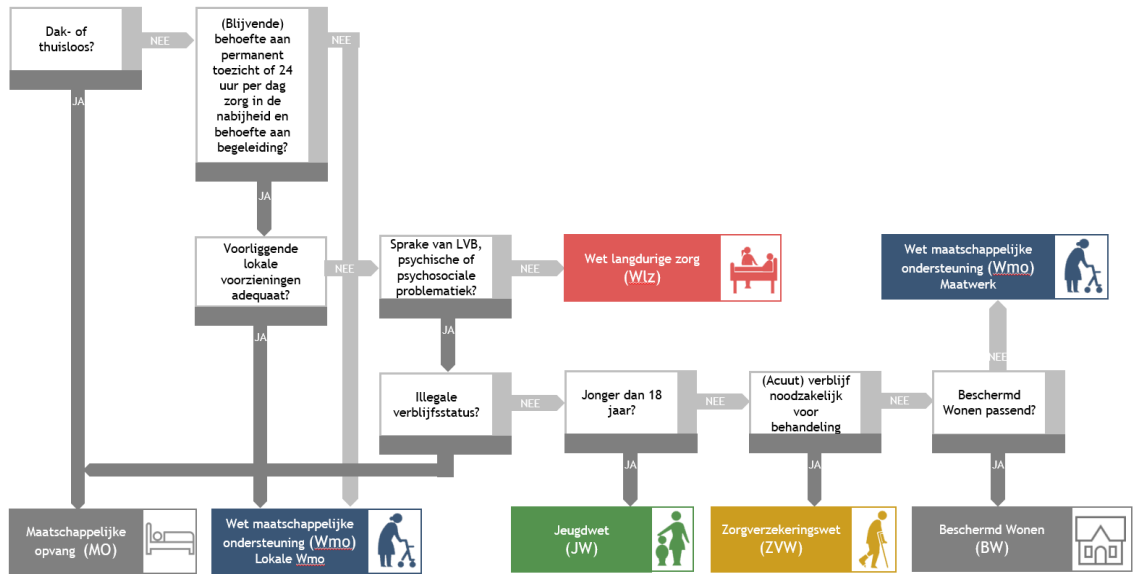 Dak- of
thuisloos?
NEE
JA
(Blijvende)
behoefte aan
permanent
toezicht of 24
uur per dag
zorg in de
nabijheid en
behoefte aan
begeleiding?
NEE
JA
Voorliggende
lokale
voorzieningen
adequaat?
NEE
JA
Sprake van LVB,
psychische of
psychosociale
problematiek?
NEE
JA
Wet langdurige zorg
(Wlz)
Wet maatschappelijke
ondersteuning (Wmo)
Maatwerk
Illegale
verblijfsstatus?
NEE
Jonger dan 18
jaar?
NEE
JA
(Acuut) verblijf
noodzakelijk
voor
behandeling
NEE
JA
Beschermd
Wonen passend?
NEE
JA
Maatschappelijke
opvang (MO)
Wet maatschappelijke
ondersteuning (Wmo)
Lokale Wmo
Jeugdwet
(JW)
Zorgverzekeringswet
(ZVW)
Beschermd Wonen
(BW)